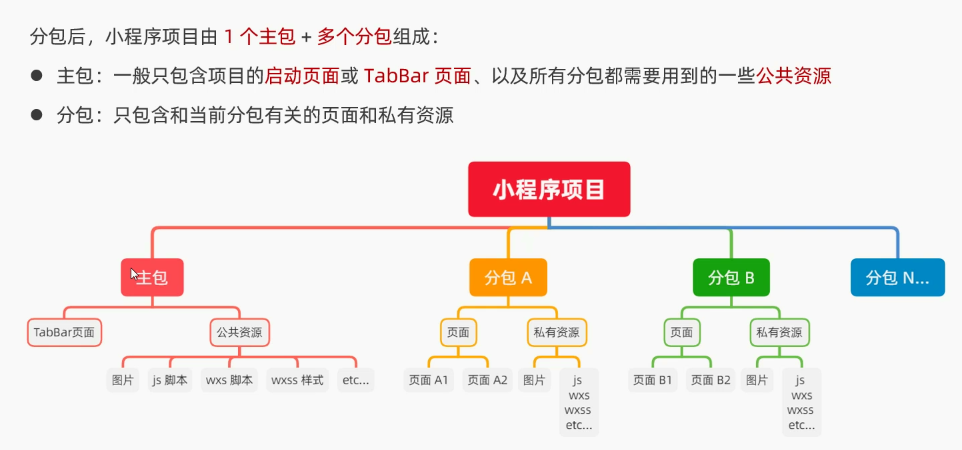 分包后，小程序项目由 1 个主包 + 多个分包组成：
● 主包：一般只包含项目的启动页面或 TabBar 页面、以及所有分包都需要用到的一些公共资源
● 分包：只包含和当前分包有关的页面和私有资源
小程序项目
主包
分包 A
分包 B
分包 N...
TabBar页面
公共资源
页面
私有资源
页面
私有资源
图片
js 脚本
wxs 脚本
wxss 样式
etc...
页面 A1
页面 A2
图片
js
wxs
wxss
etc...
页面 B1
页面 B2
图片
js
wxs
wxss
etc...